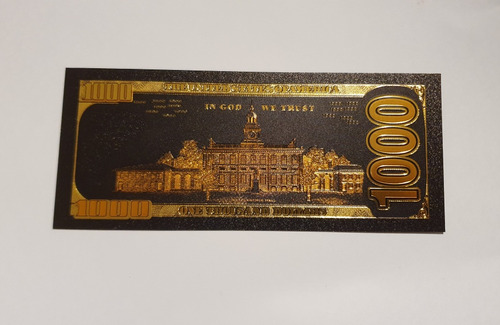 THE UNITED STATES OF AMERICA
1000
IN GOD WE TRUST
1000
1000
ONE THOUSAND DOLLARS